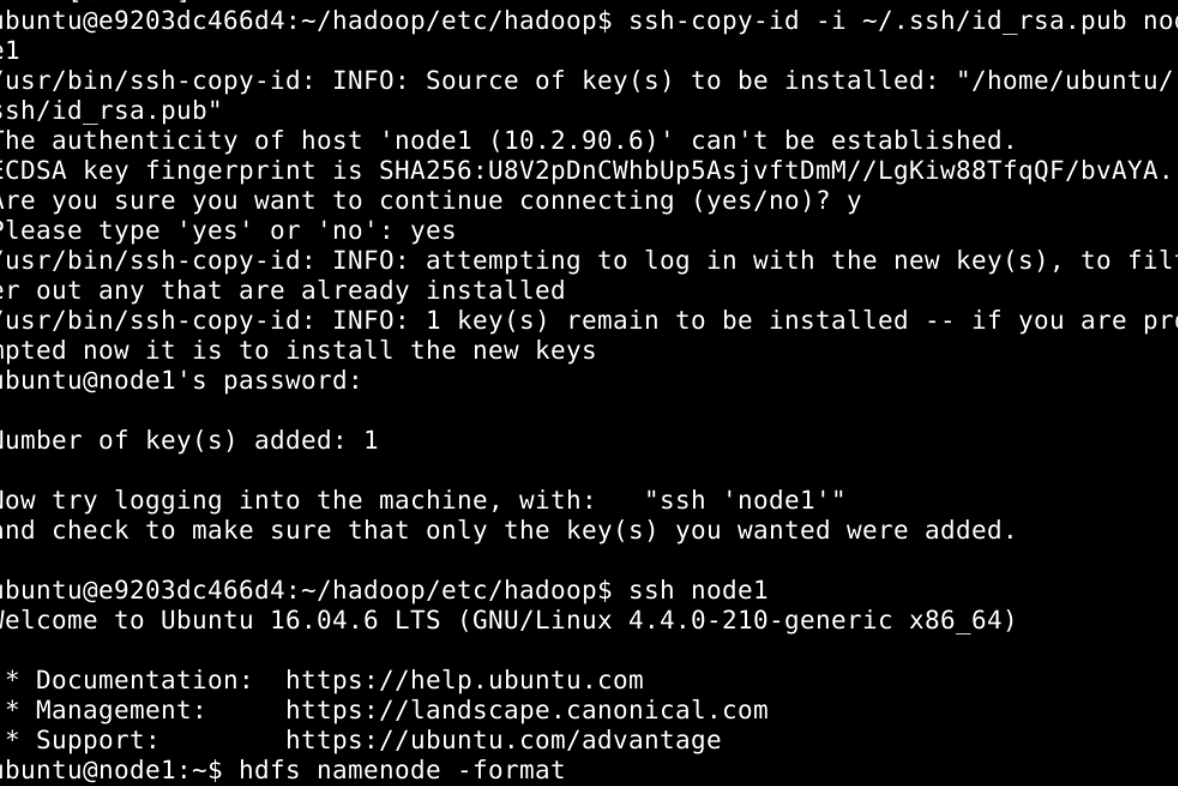 ubuntu@e9203dc466d4:~/hadoop/etc/hadoop$ ssh-copy-id -i ~/.ssh/id_rsa.pub nod
e1
/usr/bin/ssh-copy-id: INFO: Source of key(s) to be installed: "/home/ubuntu/
ssh/id_rsa.pub"
The authenticity of host 'node1 (10.2.90.6)' can't be established.
ECDSA key fingerprint is SHA256:U8V2pDnCWhbUp5AsjvftDmM//LgKiw88TfqQF/bvAYA.
Are you sure you want to continue connecting (yes/no)? y
Please type 'yes' or 'no': yes
/usr/bin/ssh-copy-id: INFO: attempting to log in with the new key(s), to filt
er out any that are already installed
/usr/bin/ssh-copy-id: INFO: 1 key(s) remain to be installed -- if you are pro
mpted now it is to install the new keys
ubuntu@node1's password:
Number of key(s) added: 1
Now try logging into the machine, with:   "ssh 'node1'"
and check to make sure that only the key(s) you wanted were added.
ubuntu@e9203dc466d4:~/hadoop/etc/hadoop$ ssh node1
Welcome to Ubuntu 16.04.6 LTS (GNU/Linux 4.4.0-210-generic x86_64)
* Documentation:  https://help.ubuntu.com
* Management:     https://landscape.canonical.com
* Support:        https://ubuntu.com/advantage
ubuntu@node1:~$ hdfs namenode -format